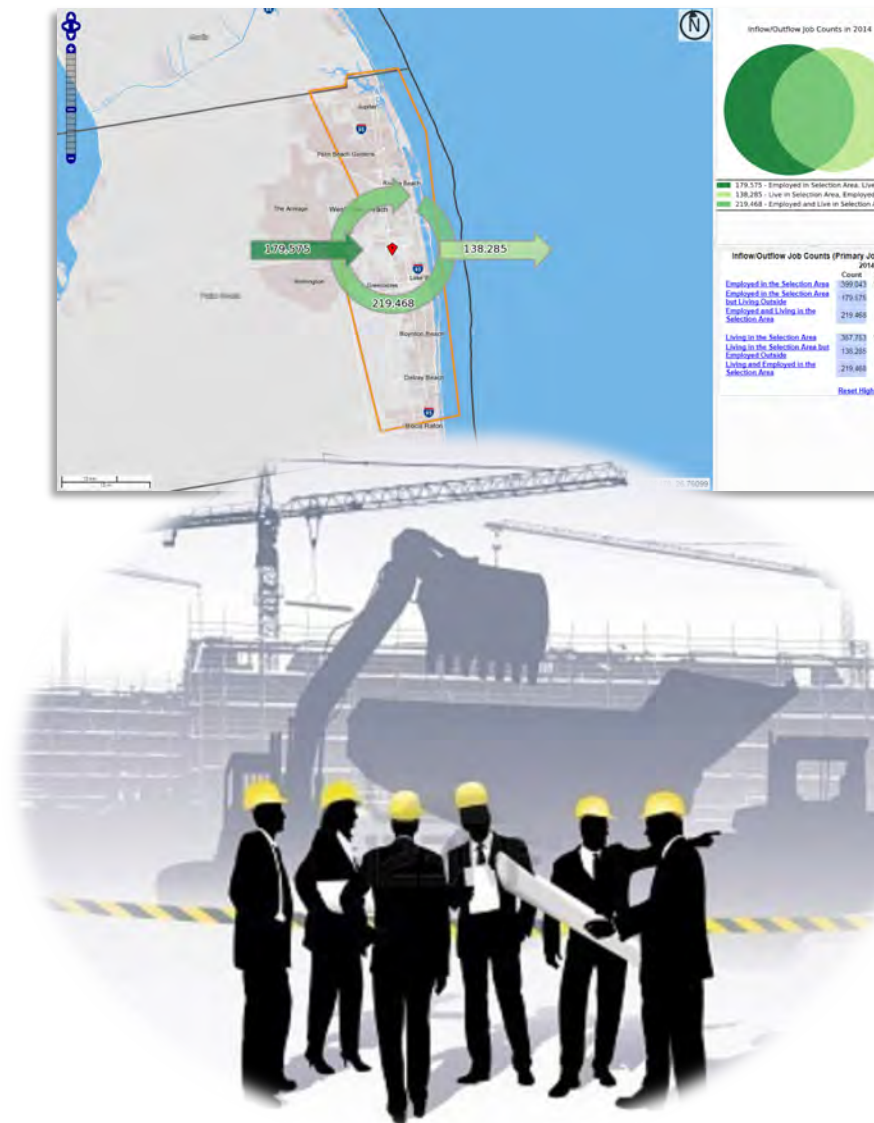 Martin
Jupiter
Palm Beach Gardens
Riviera Beach
The Acreage
West Palm Beach
179,575
138,285
Wellington
Greenacres
Lake W
Palm Beach
219,468
Boynton Beach
Delray Beach
Boca Raton
N
Inflow/Outflow Job Counts in 2014
179,575 - Employed in Selection Area, Live
138,285 - Live in Selection Area, Employed
219,468 - Employed and Live in Selection A
Inflow/Outflow Job Counts (Primary Jo
2014
Count
Employed in the Selection Area 399,043
Employed in the Selection Area
but Living Outside 179,575
Employed and Living in the
Selection Area 219,468
Living in the Selection Area 357,753
Living in the Selection Area but
Employed Outside 138,285
Living and Employed in the
Selection Area 219,468
Reset High